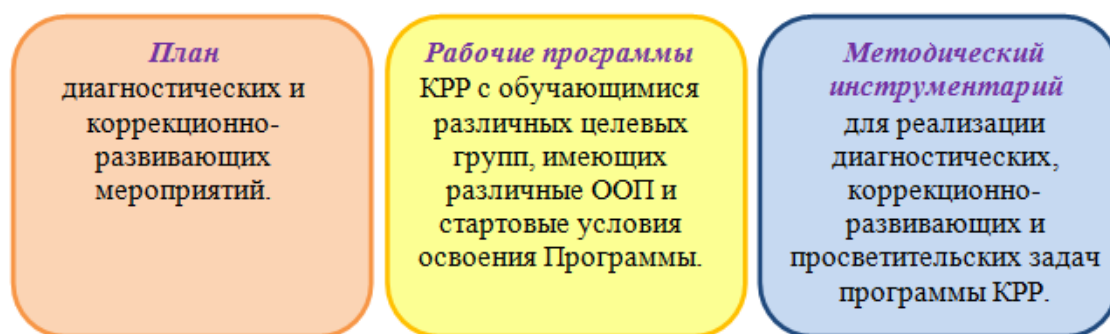 План
диагностических и
коррекционно-
развивающих
мероприятий.
Рабочие программы
КРР с обучающимися
различных целевых
групп, имеющих
различные ООП и
стартовые условия
освоения Программы.
Методический
инструментарий
для реализации
диагностических,
коррекционно-
развивающих и
просветительских задач
программы КРР.